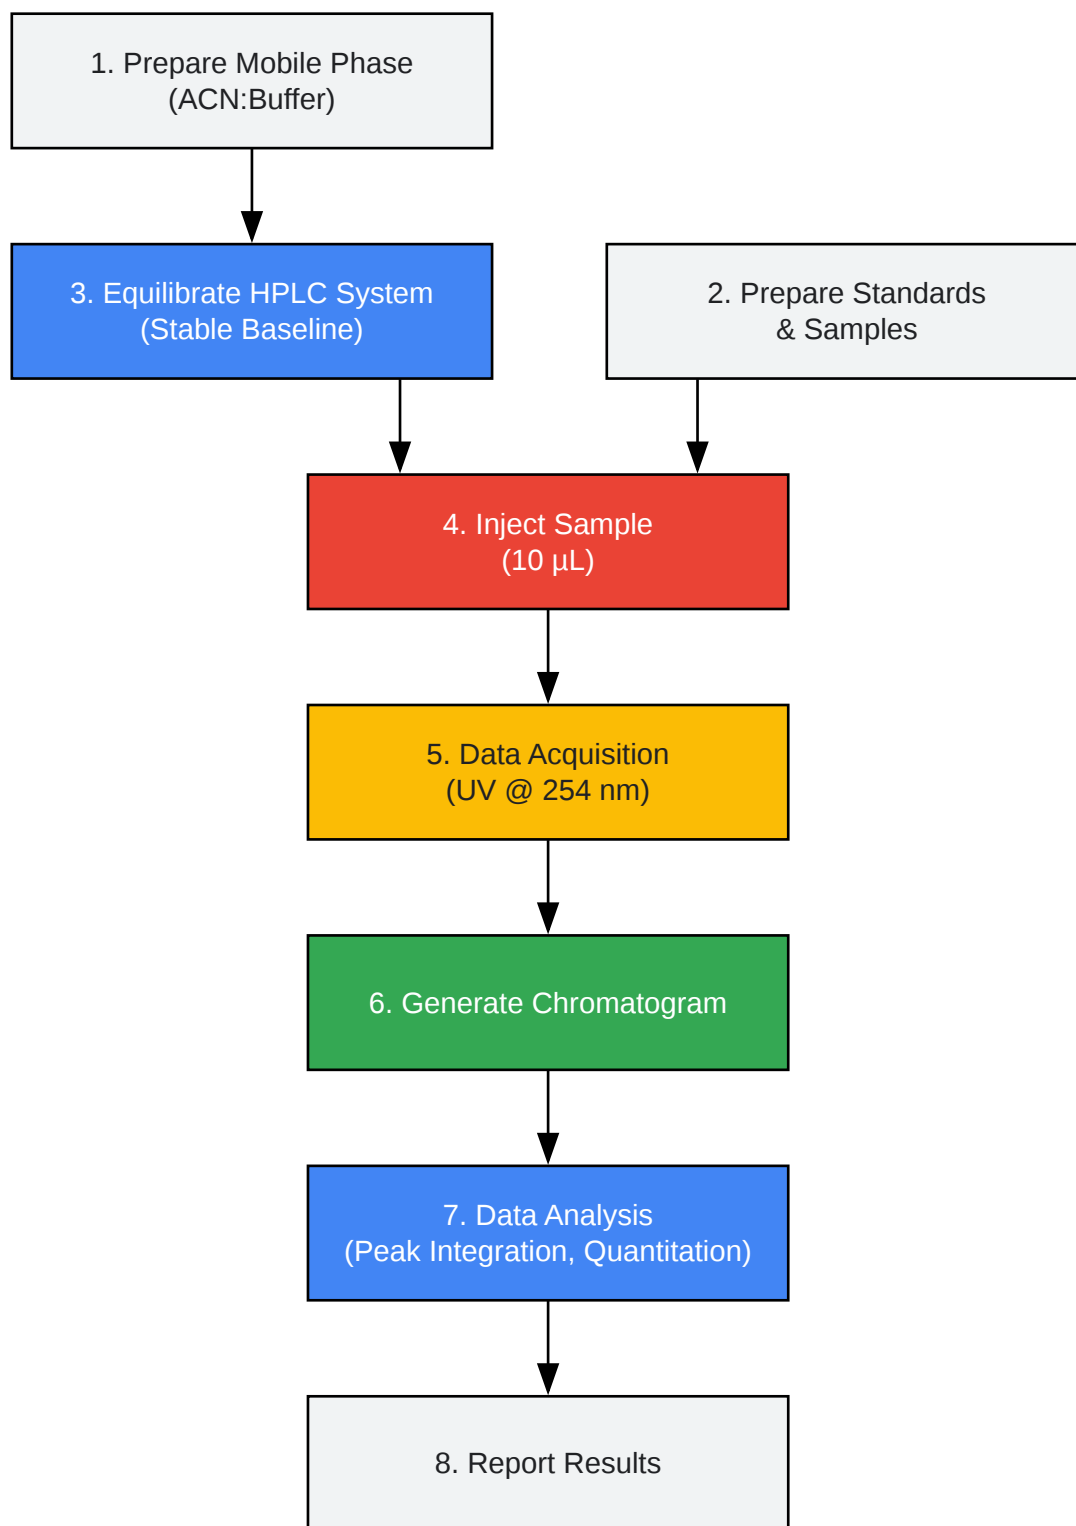 1. Prepare Mobile Phase
(ACN:Buffer)
3. Equilibrate HPLC System
(Stable Baseline)
2. Prepare Standards
& Samples
4. Inject Sample
(10 µL)
5. Data Acquisition
(UV @ 254 nm)
6. Generate Chromatogram
7. Data Analysis
(Peak Integration, Quantitation)
8. Report Results